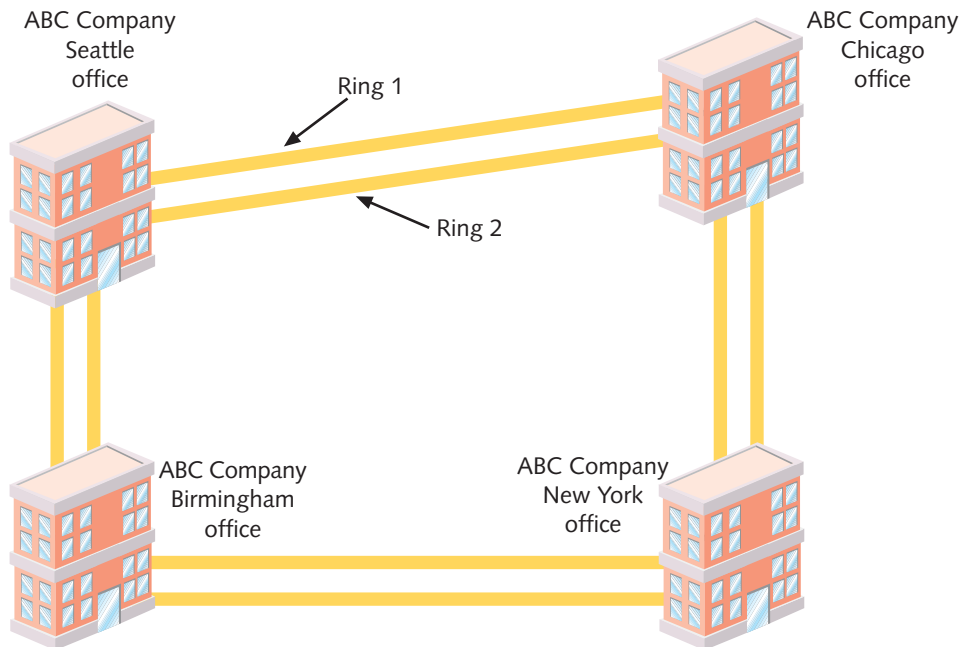 ABC Company
Seattle
office
ABC Company
Chicago
office
Ring 1
Ring 2
ABC Company
Birmingham
office
ABC Company
New York
office